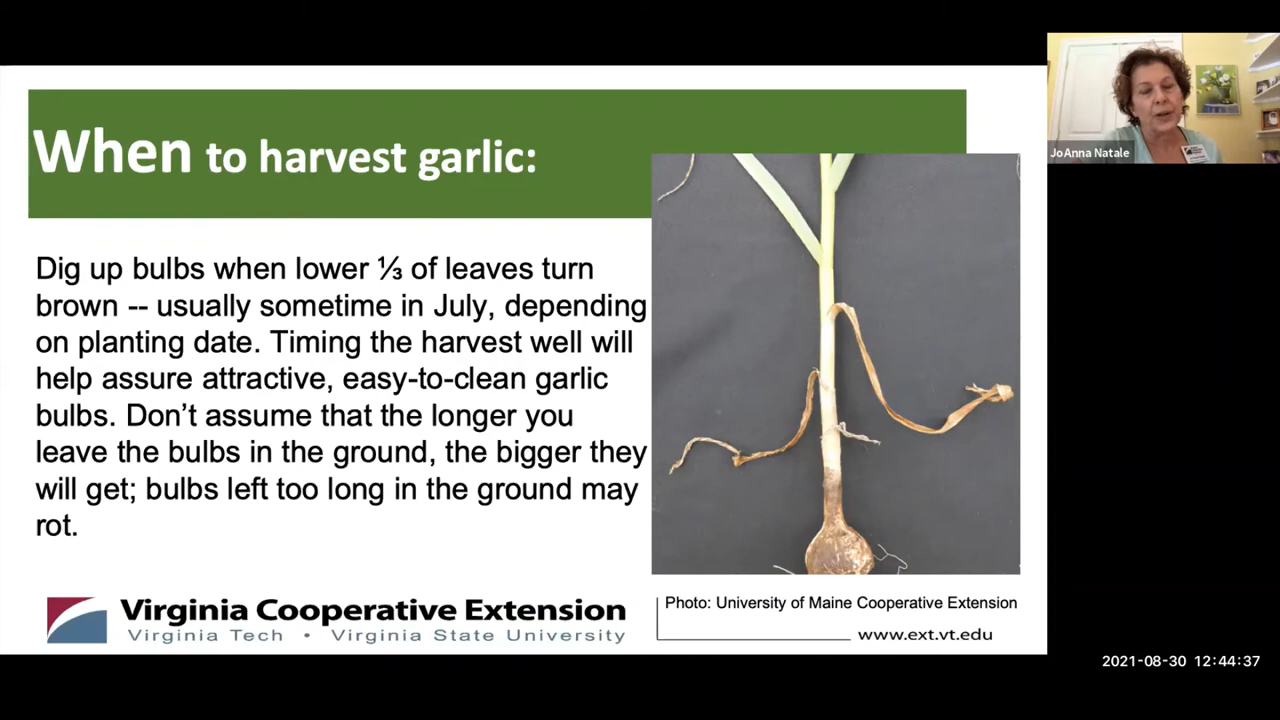 When to harvest garlic:
JoAnna Natale
Dig up bulbs when lower ⅓ of leaves turn
brown -- usually sometime in July, depending
on planting date. Timing the harvest well will
help assure attractive, easy-to-clean garlic
bulbs. Don’t assume that the longer you
leave the bulbs in the ground, the bigger they
will get; bulbs left too long in the ground may
rot.
Virginia Cooperative Extension
Virginia Tech • Virginia State University
Photo: University of Maine Cooperative Extension
www.ext.vt.edu
2021-08-30 12:44:37